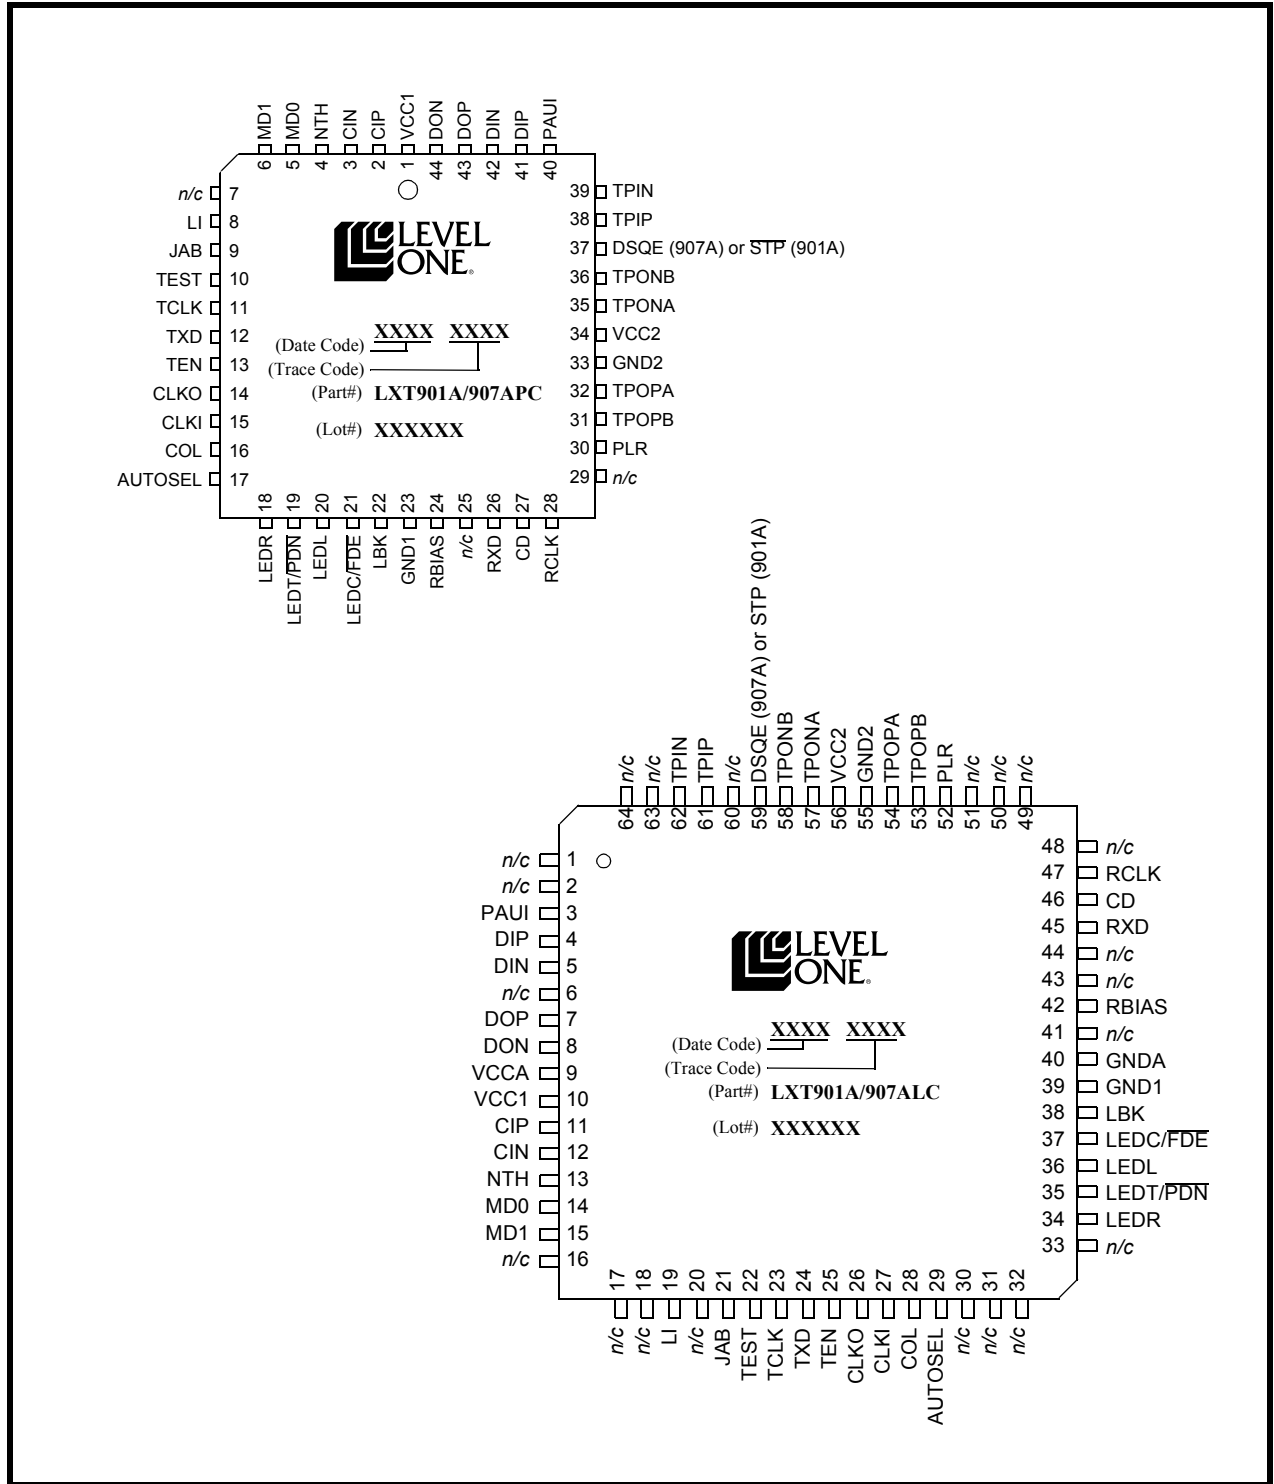 MD1
MD0
NTH
CIN
CIP
VCC1
DON
DOP
DIN
DIP
PAUI
6
5
4
3
2
1
44
43
42
41
40
n/c 7
LI 8
JAB 9
TEST 10
TCLK 11
TXD 12
TEN 13
CLKO 14
CLKI 15
COL 16
AUTOSEL 17
LEVEL
ONE®
(Date Code) XXXX XXXX
(Trace Code)
(Part#) LXT901A/907APC
(Lot#) XXXXXX
39 TPIN
38 TPIP
37 DSQE (907A) or STP (901A)
36 TPONB
35 TPONA
34 VCC2
33 GND2
32 TPOPA
31 TPOPB
30 PLR
29 n/c
18
19
20
21
22
23
24
25
26
27
28
LEDR
LEDT/PDN
LEDL
LEDC/FDE
LBK
GND1
RBIAS
n/c
RXD
CD
RCLK
n/c
n/c
TPIN
TPIP
n/c
DSQE (907A) or STP (901A)
TPONB
TPONA
VCC2
GND2
TPOPA
TPOPB
PLR
n/c
n/c
n/c
64
63
62
61
60
59
58
57
56
55
54
53
52
51
50
49
n/c 1
n/c 2
PAUI 3
DIP 4
DIN 5
n/c 6
DOP 7
DON 8
VCCA 9
VCC1 10
CIP 11
CIN 12
NTH 13
MD0 14
MD1 15
n/c 16
LEVEL
ONE®
(Date Code) XXXX XXXX
(Trace Code)
(Part#) LXT901A/907ALC
(Lot#) XXXXXX
48 n/c
47 RCLK
46 CD
45 RXD
44 n/c
43 n/c
42 RBIAS
41 n/c
40 GNDA
39 GND1
38 LBK
37 LEDC/FDE
36 LEDL
35 LEDT/PDN
34 LEDR
33 n/c
17
18
19
20
21
22
23
24
25
26
27
28
29
30
31
32
n/c
n/c
LI
n/c
JAB
TEST
TCLK
TXD
TEN
CLKO
CLKI
COL
AUTOSEL
n/c
n/c
n/c